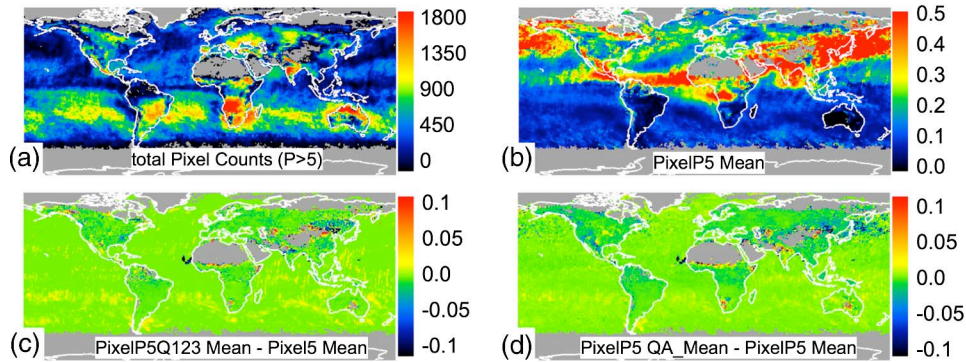 1800
1350
900
450
0
(a)
total Pixel Counts (P>5)
0.5
0.4
0.3
0.2
0.1
0.0
(b)
PixelP5 Mean
0.1
0.05
0.0
-0.05
-0.1
(c)
PixelP5Q123 Mean - Pixel5 Mean
0.1
0.05
0.0
-0.05
-0.1
(d)
PixelP5 QA_Mean - PixelP5 Mean